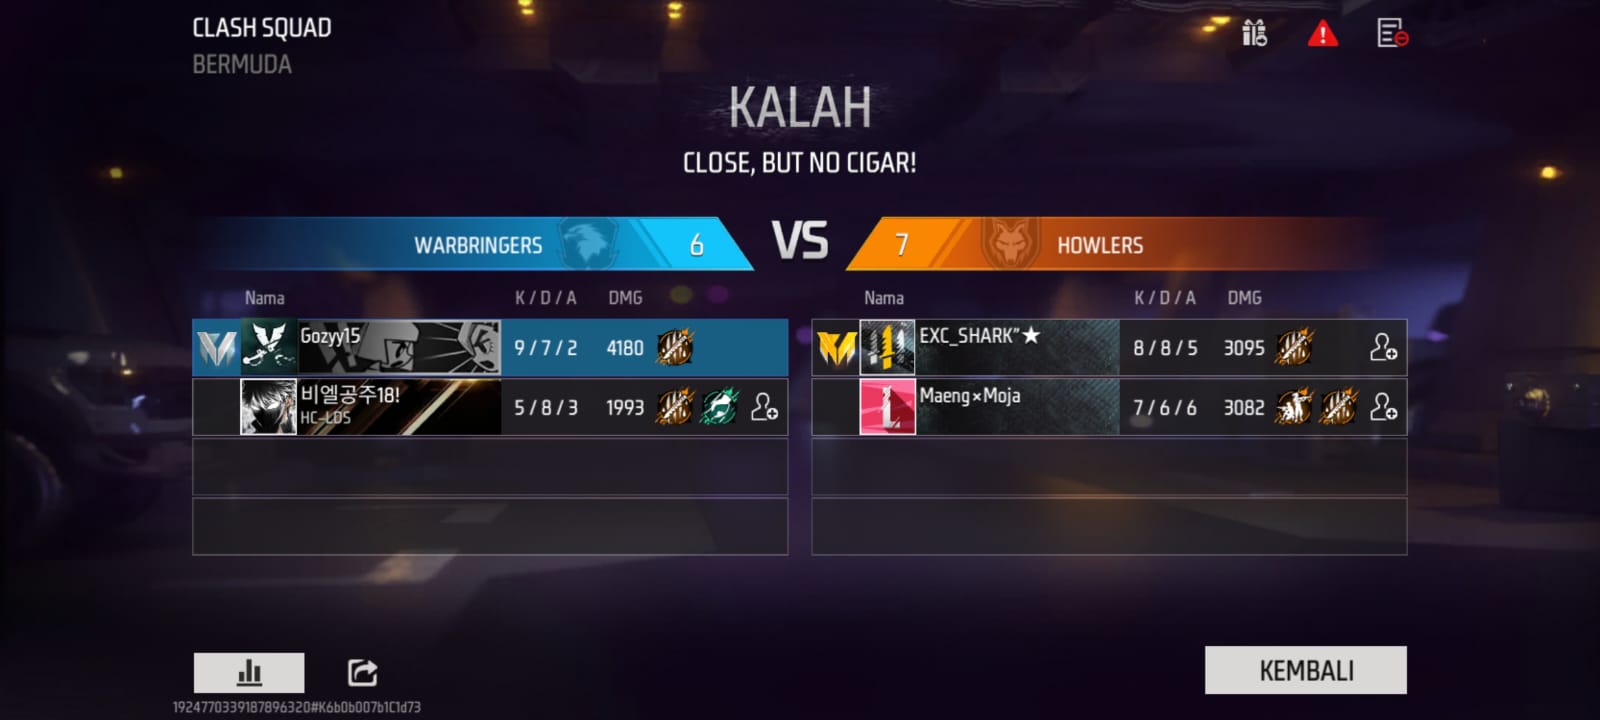 CLASH SQUAD
BERMUDA
KALAH
CLOSE, BUT NO CIGAR!
WARBRINGERS 6 VS 7 HOWLERS
Nama K / D / A DMG Nama K / D / A DMG
Gozyy15 9 / 7 / 2 4180 EXC_SHARK”★ 8 / 8 / 5 3095
비엘공주18! 5 / 8 / 3 1993 Maeng×Moja 7 / 6 / 6 3082
HC-LDS
KEMBALI
1924770339187896320#K6b0b007b1C1d73